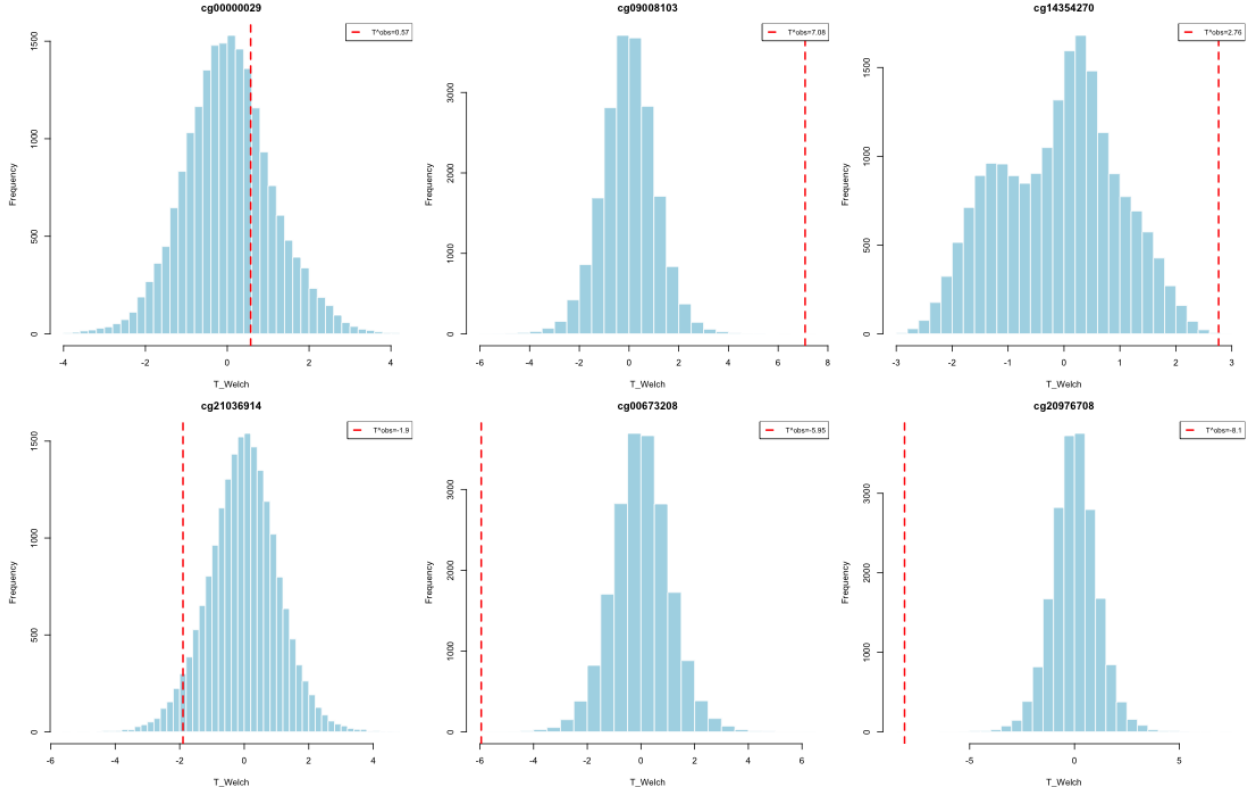 cg00000029
T*obs=0.57
Frequency
1500
1000
500
0
-4
-2
0
2
4
T_Welch
cg09008103
T*obs=7.08
Frequency
3000
2000
1000
0
-6
-4
-2
0
2
4
6
8
T_Welch
cg14354270
T*obs=2.76
Frequency
1500
1000
500
0
-3
-2
-1
0
1
2
3
T_Welch
cg21036914
T*obs=-1.9
Frequency
1500
1000
500
0
-6
-4
-2
0
2
4
T_Welch
cg00673208
T*obs=-5.95
Frequency
3000
2000
1000
0
-6
-4
-2
0
2
4
6
T_Welch
cg20976708
T*obs=-8.1
Frequency
3000
2000
1000
0
-5
0
5
T_Welch